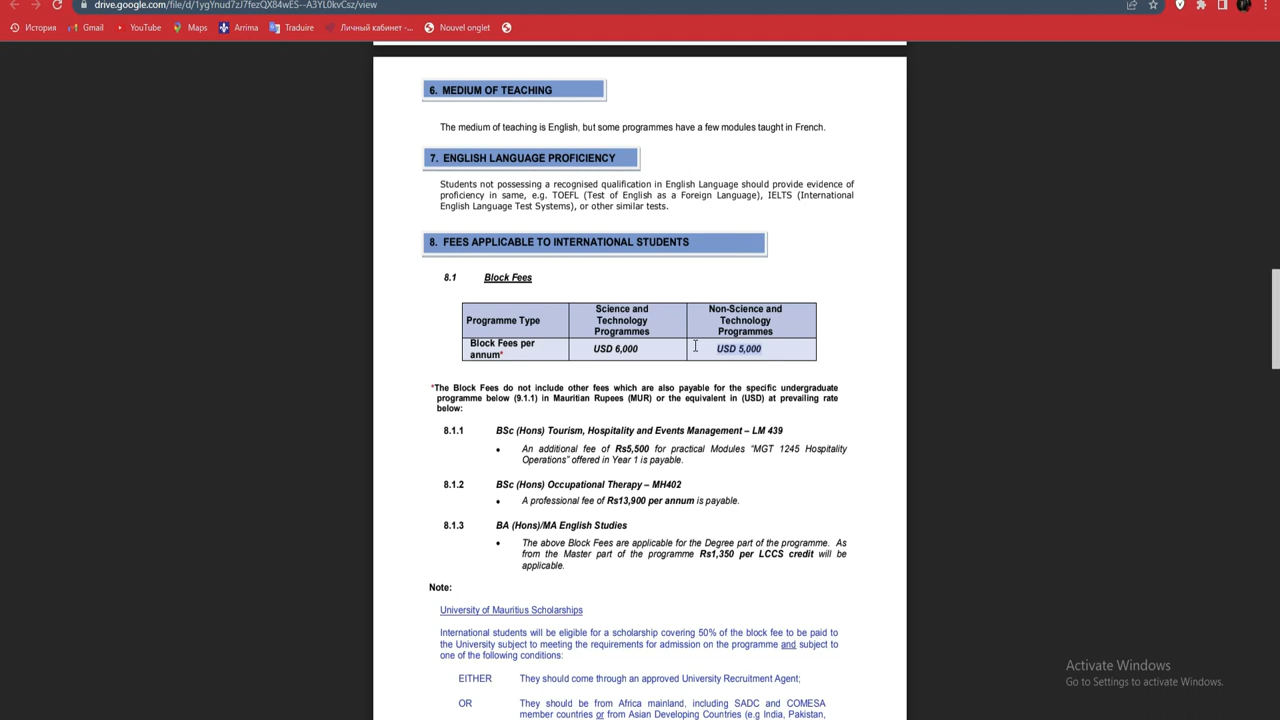 drive.google.com/file/d/1ygYnud7zJ7fezQX84wES--A3YL0kvCsz/view
История
Gmail
YouTube
Maps
Arrima
Traduire
Личный кабинет -...
Nouvel onglet
6. MEDIUM OF TEACHING
The medium of teaching is English, but some programmes have a few modules taught in French.
7. ENGLISH LANGUAGE PROFICIENCY
Students not possessing a recognised qualification in English Language should provide evidence of
proficiency in same, e.g. TOEFL (Test of English as a Foreign Language), IELTS (International
English Language Test Systems), or other similar tests.
8. FEES APPLICABLE TO INTERNATIONAL STUDENTS
8.1 Block Fees
Programme Type
Science and
Technology
Programmes
Non-Science and
Technology
Programmes
Block Fees per
annum*
USD 6,000
USD 5,000
*The Block Fees do not include other fees which are also payable for the specific undergraduate
programme below (9.1.1) in Mauritian Rupees (MUR) or the equivalent in (USD) at prevailing rate
below:
8.1.1 BSc (Hons) Tourism, Hospitality and Events Management – LM 439
• An additional fee of Rs5,500 for practical Modules “MGT 1245 Hospitality
Operations” offered in Year 1 is payable.
8.1.2 BSc (Hons) Occupational Therapy – MH402
• A professional fee of Rs13,900 per annum is payable.
8.1.3 BA (Hons)/MA English Studies
• The above Block Fees are applicable for the Degree part of the programme. As
from the Master part of the programme Rs1,350 per LCCS credit will be
applicable.
Note:
University of Mauritius Scholarships
International students will be eligible for a scholarship covering 50% of the block fee to be paid to
the University subject to meeting the requirements for admission on the programme and subject to
one of the following conditions:
EITHER They should come through an approved University Recruitment Agent;
OR They should be from Africa mainland, including SADC and COMESA
member countries or from Asian Developing Countries (e.g India, Pakistan,
Activate Windows
Go to Settings to activate Windows.